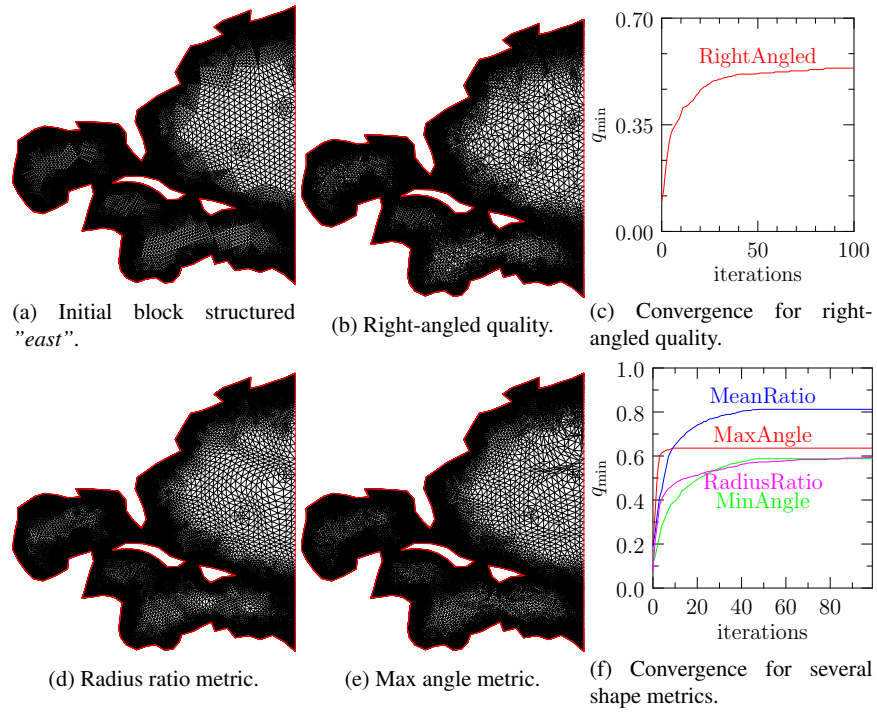 0.70
0.35
0.00
q_min
RightAngled
0 50 100
iterations
(a) Initial block structured
"east".
(b) Right-angled quality.
(c) Convergence for right-
angled quality.
1.0
0.8
0.6
0.4
0.2
0.0
q_min
MeanRatio
MaxAngle
RadiusRatio
MinAngle
0 20 40 60 80
iterations
(d) Radius ratio metric.
(e) Max angle metric.
(f) Convergence for several
shape metrics.